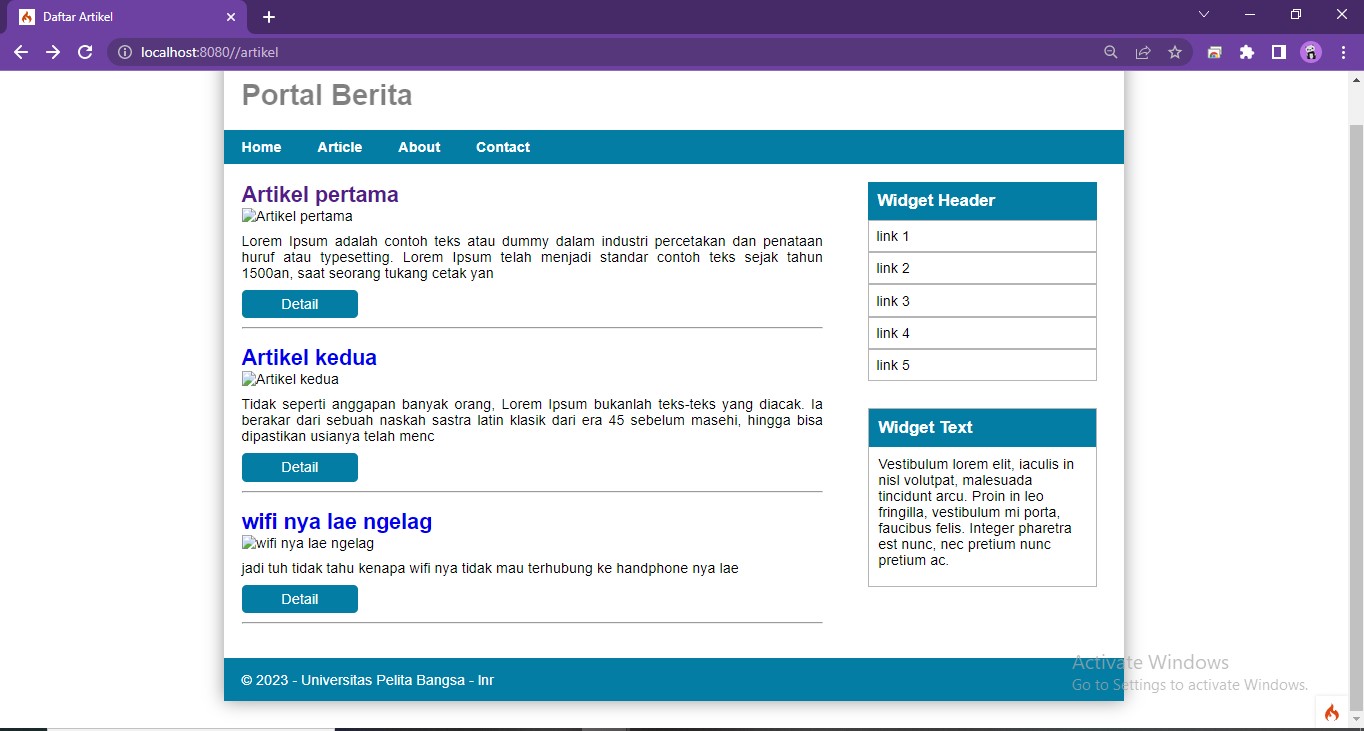 Daftar Artikel
localhost:8080//artikel
Portal Berita
Home Article About Contact
Artikel pertama
Artikel pertama
Lorem Ipsum adalah contoh teks atau dummy dalam industri percetakan dan penataan
huruf atau typesetting. Lorem Ipsum telah menjadi standar contoh teks sejak tahun
1500an, saat seorang tukang cetak yan
Detail
Artikel kedua
Artikel kedua
Tidak seperti anggapan banyak orang, Lorem Ipsum bukanlah teks-teks yang diacak. Ia
berakar dari sebuah naskah sastra latin klasik dari era 45 sebelum masehi, hingga bisa
dipastikan usianya telah menc
Detail
wifi nya lae ngelag
wifi nya lae ngelag
jadi tuh tidak tahu kenapa wifi nya tidak mau terhubung ke handphone nya lae
Detail
Widget Header
link 1
link 2
link 3
link 4
link 5
Widget Text
Vestibulum lorem elit, iaculis in
nisl volutpat, malesuada
tincidunt arcu. Proin in leo
fringilla, vestibulum mi porta,
faucibus felis. Integer pharetra
est nunc, nec pretium nunc
pretium ac.
© 2023 - Universitas Pelita Bangsa - Inr
Activate Windows
Go to Settings to activate Windows.